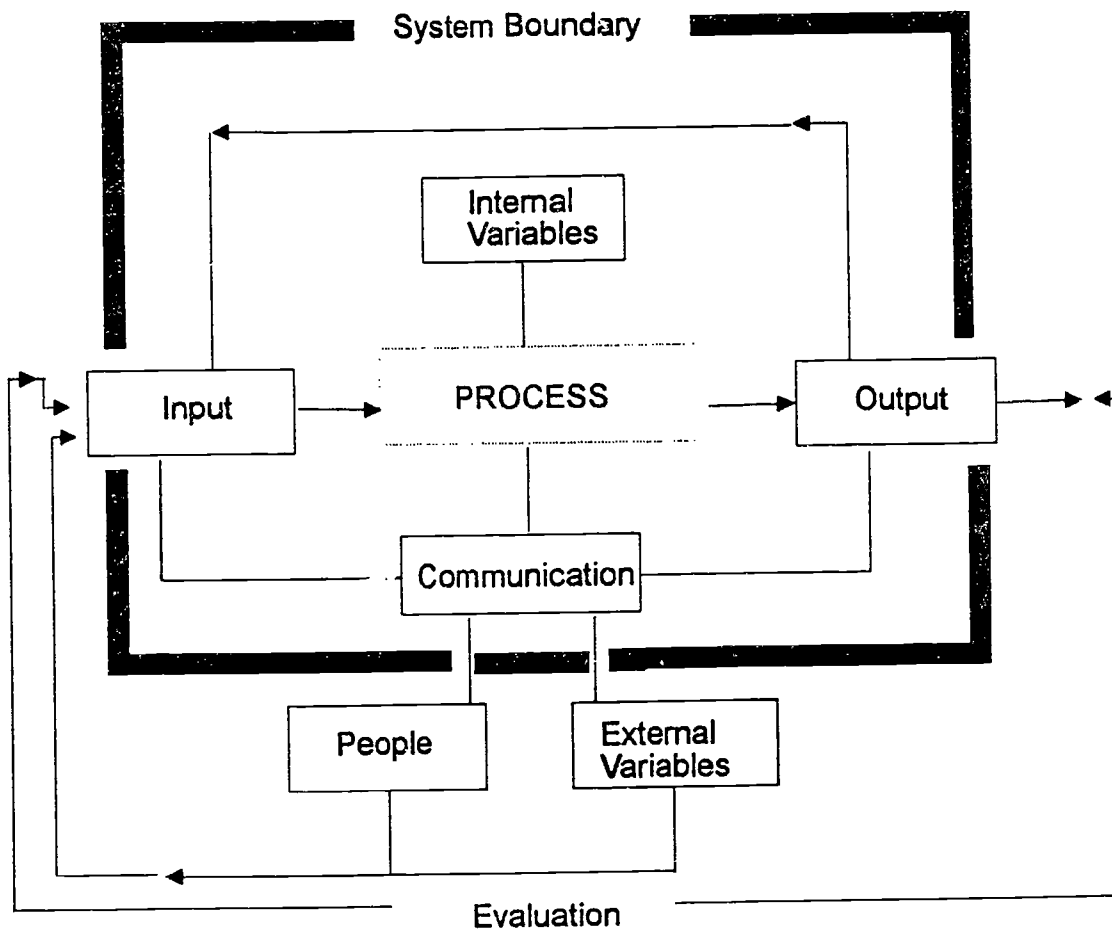 System Boundary
Internal
Variables
Input
PROCESS
Output
Communication
People
External
Variables
Evaluation